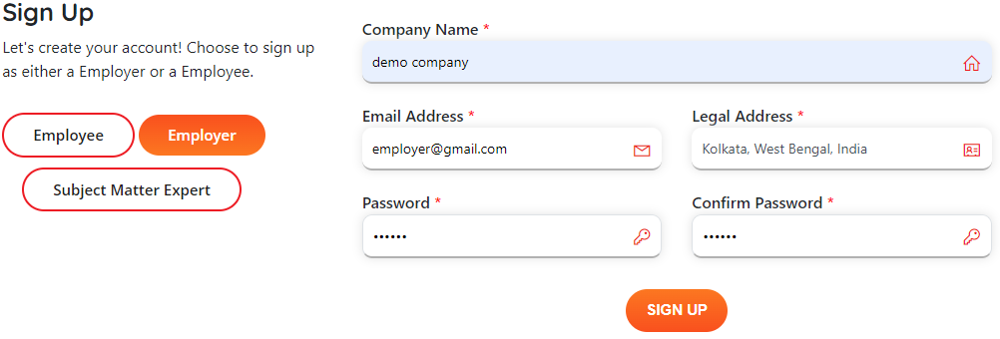 Sign Up
Let's create your account! Choose to sign up
as either a Employer or a Employee.
Employee
Employer
Subject Matter Expert
Company Name *
demo company
Email Address *
Legal Address *
employer@gmail.com
Kolkata, West Bengal, India
Password *
Confirm Password *
••••••
••••••
SIGN UP